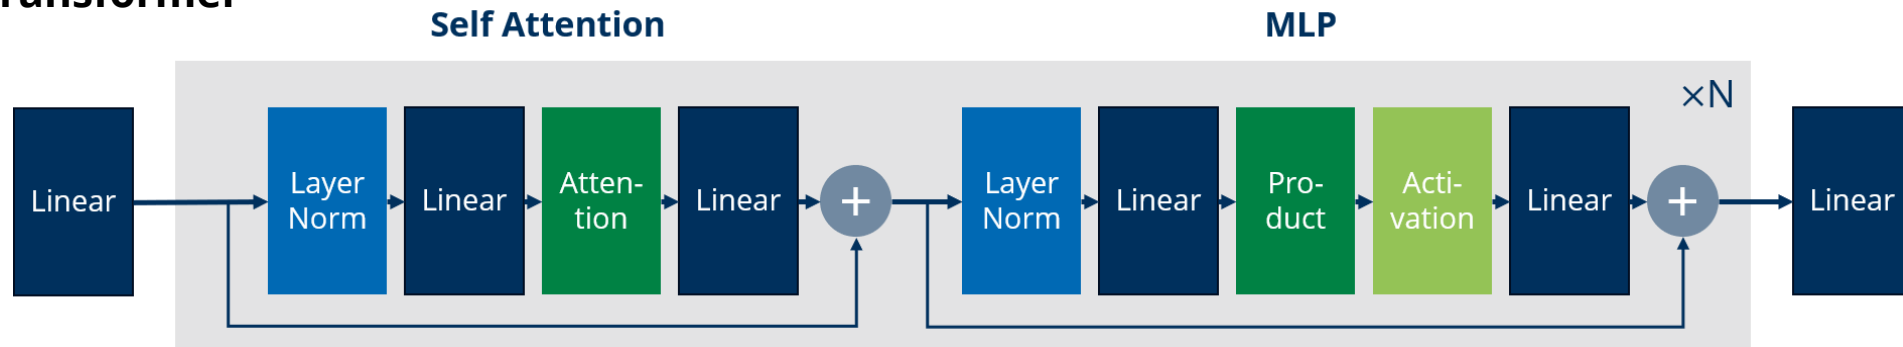 Transformer
Self Attention
MLP
×N
Linear
Layer
Norm
Linear
Atten-
tion
Linear
+
Layer
Norm
Linear
Pro-
duct
Acti-
vation
Linear
+
Linear